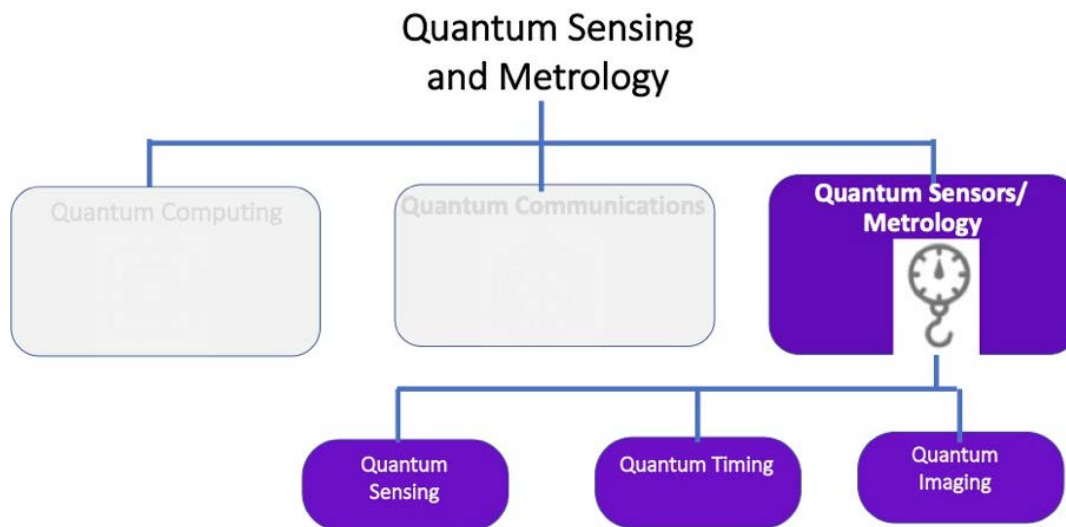 Quantum Sensing
and Metrology
Quantum Computing
Quantum Communications
Quantum Sensors/
Metrology
Quantum
Sensing
Quantum Timing
Quantum
Imaging